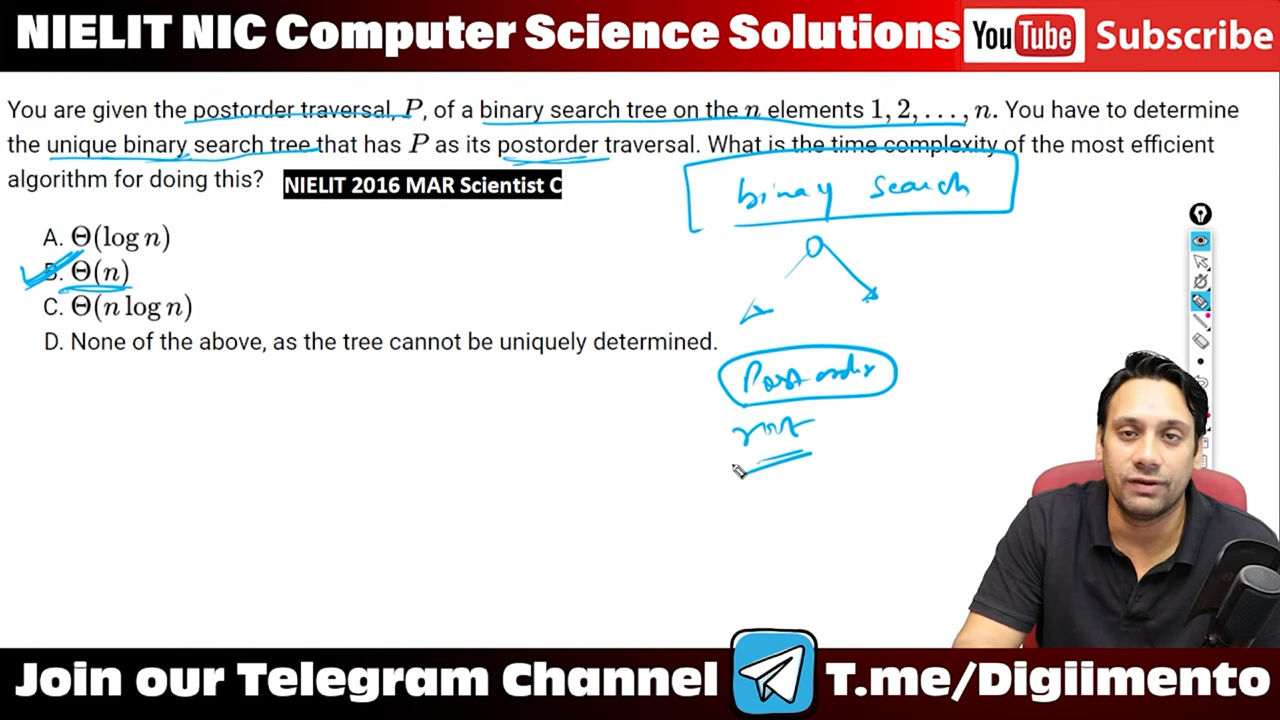 NIELIT NIC Computer Science Solutions YouTube Subscribe
You are given the postorder traversal, P, of a binary search tree on the n elements 1, 2, . . . , n. You have to determine
the unique binary search tree that has P as its postorder traversal. What is the time complexity of the most efficient
algorithm for doing this? NIELIT 2016 MAR Scientist C
binary search
A. Θ(log n)
B. Θ(n)
C. Θ(n log n)
D. None of the above, as the tree cannot be uniquely determined.
Post order
root
Join our Telegram Channel T.me/Digiimento